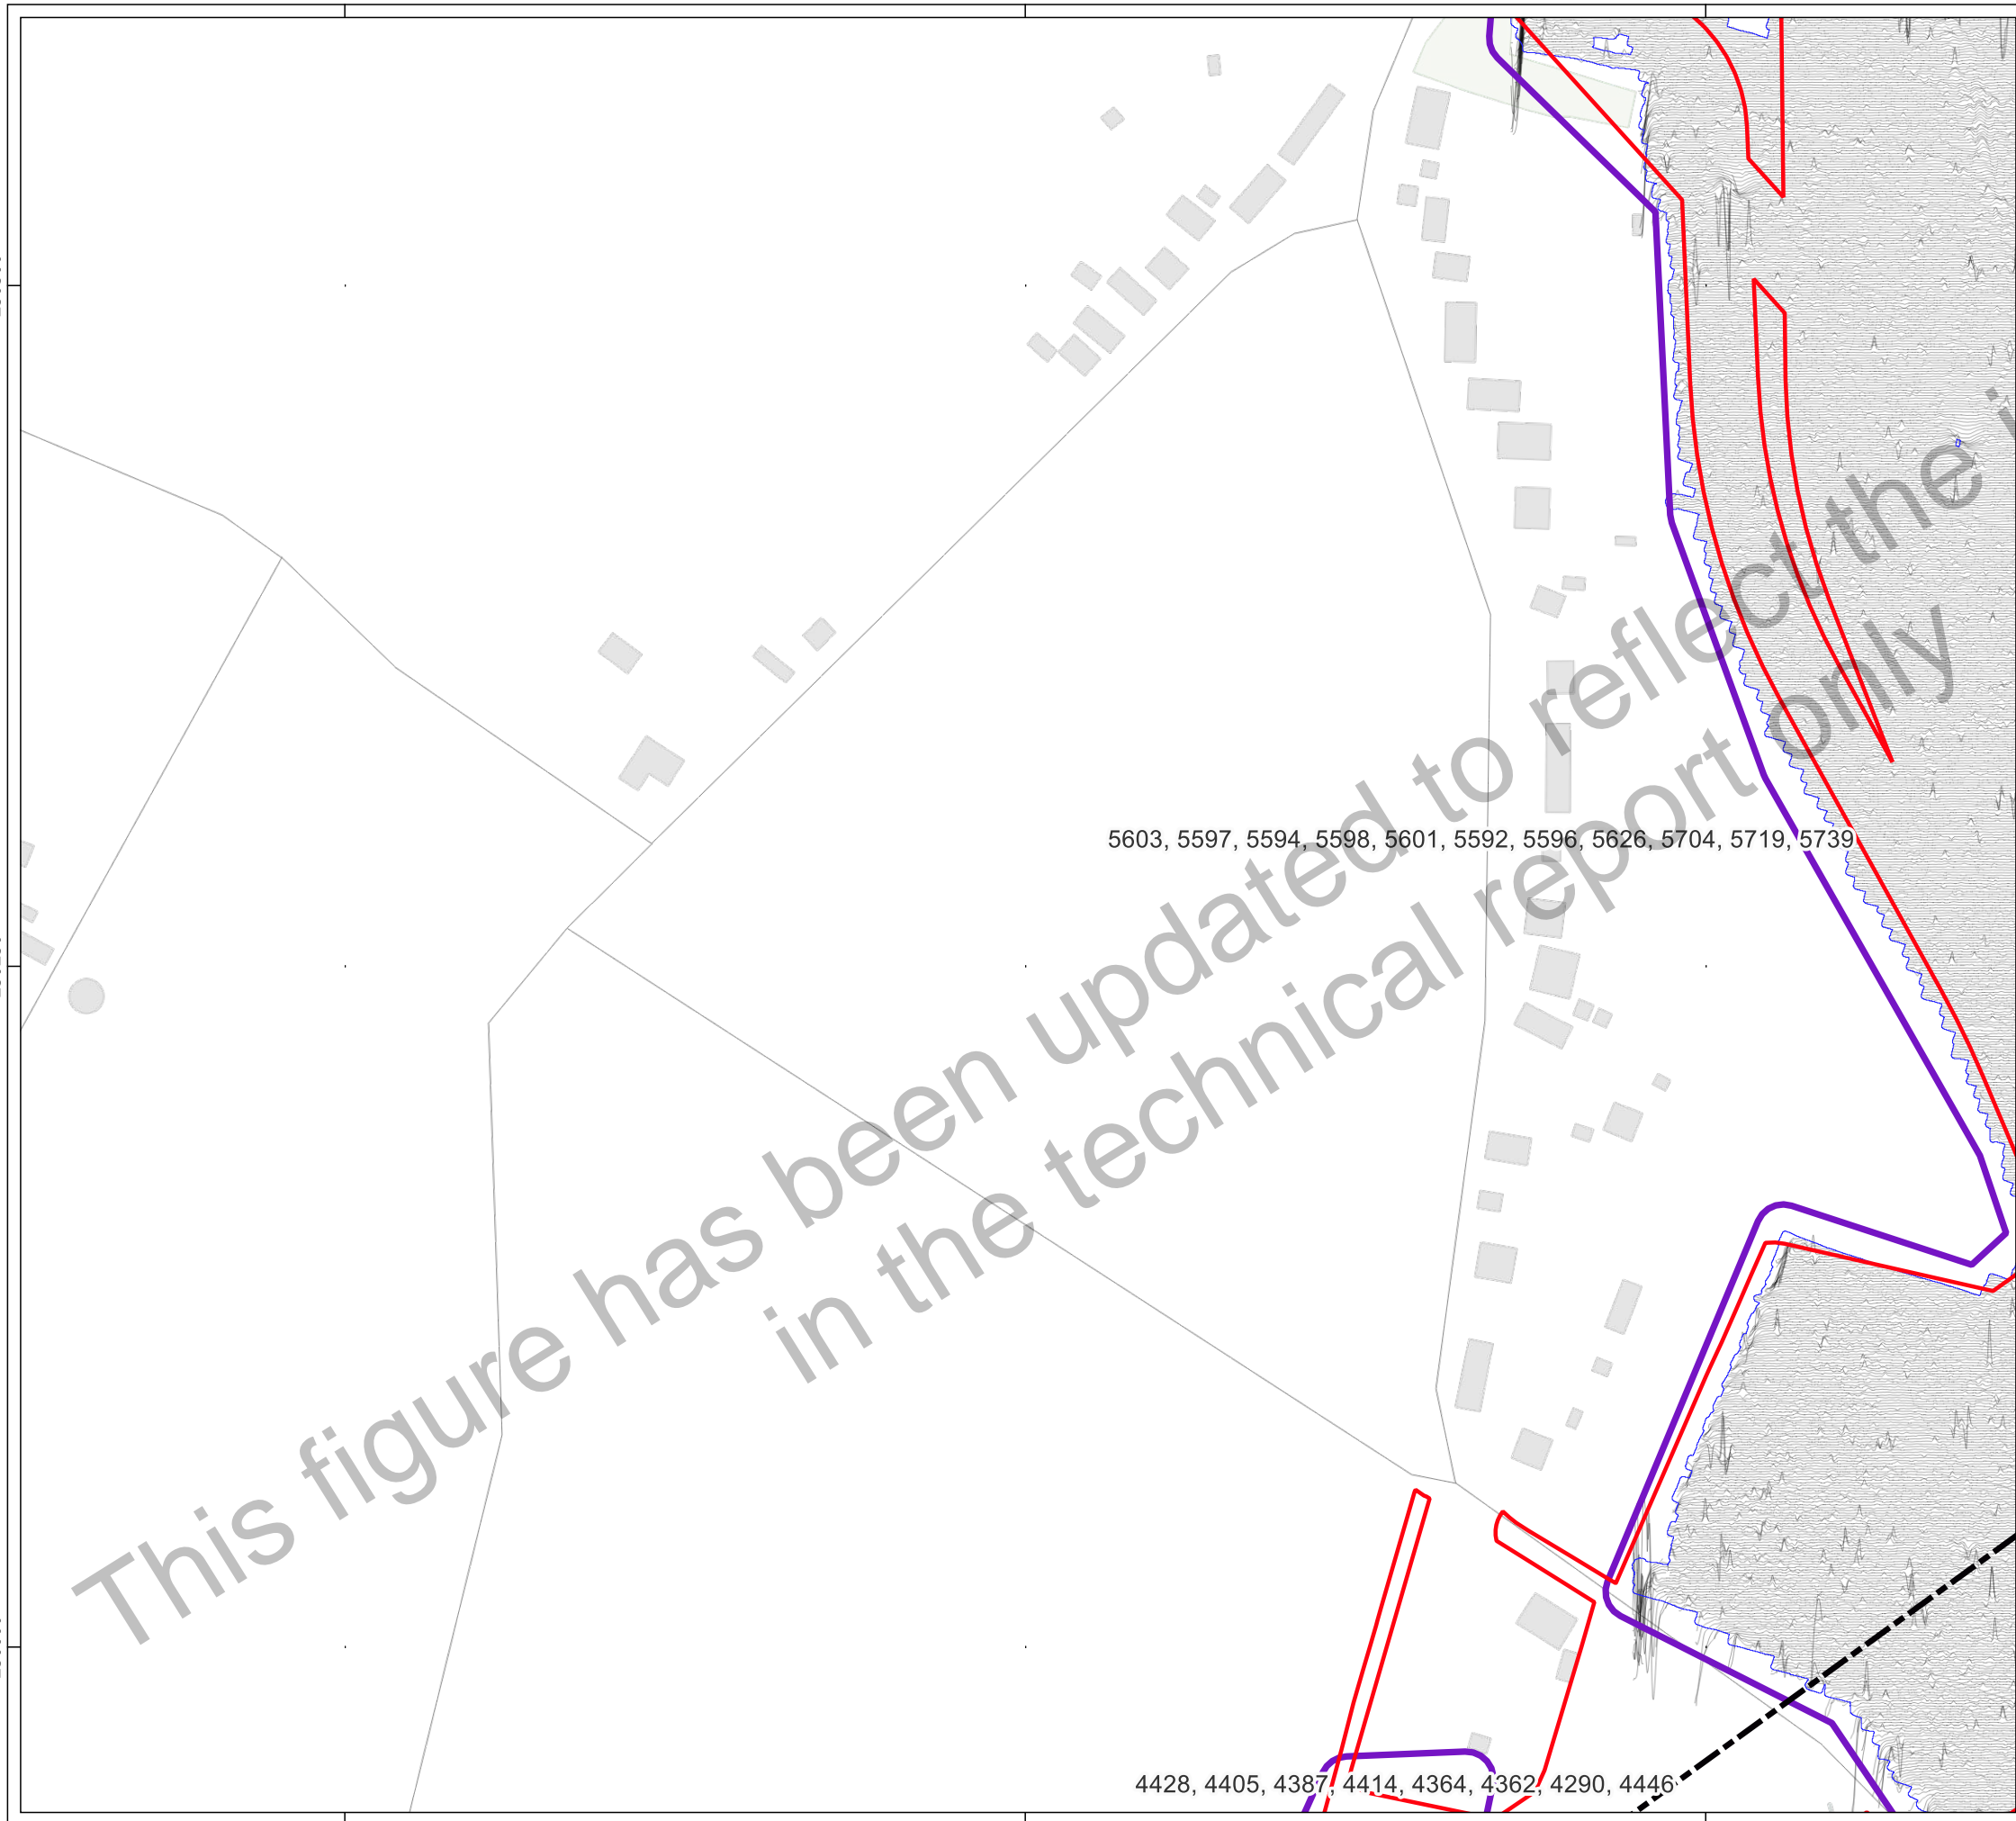 This figure has been updated to reflect the i
in the technical report only
5603, 5597, 5594, 5598, 5601, 5592, 5596, 5626, 5704, 5719, 5739
4428, 4405, 4387, 4414, 4364, 4362, 4290, 4446